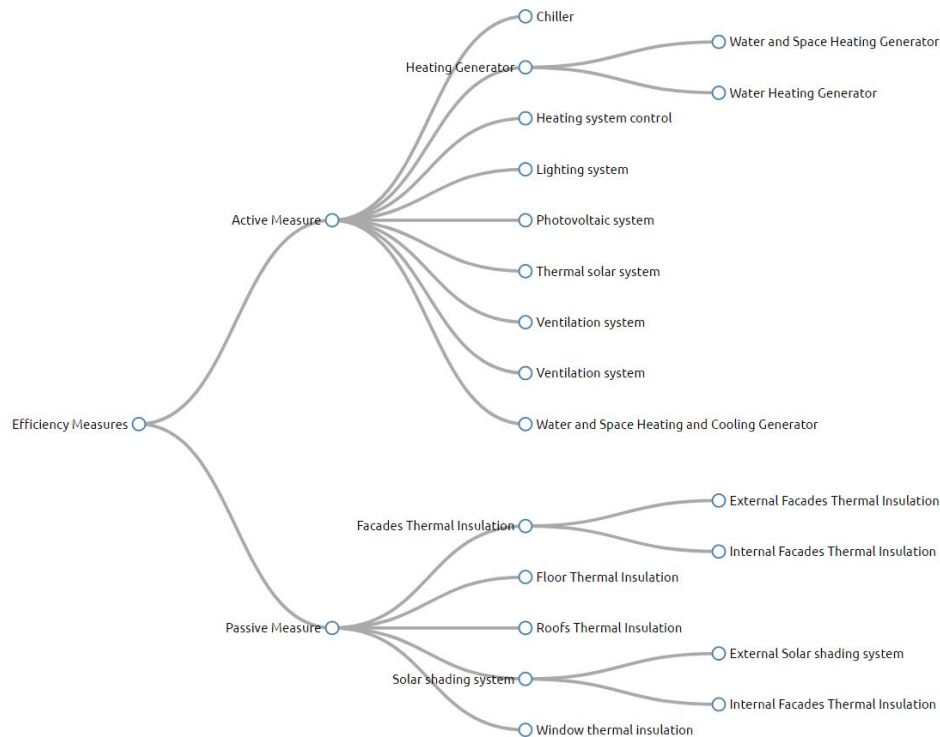 Chiller
Water and Space Heating Generator
Heating Generator
Water Heating Generator
Heating system control
Lighting system
Active Measure
Photovoltaic system
Thermal solar system
Ventilation system
Ventilation system
Efficiency Measures
Water and Space Heating and Cooling Generator
External Facades Thermal Insulation
Facades Thermal Insulation
Internal Facades Thermal Insulation
Floor Thermal Insulation
Passive Measure
Roofs Thermal Insulation
External Solar shading system
Solar shading system
Internal Facades Thermal Insulation
Window thermal insulation